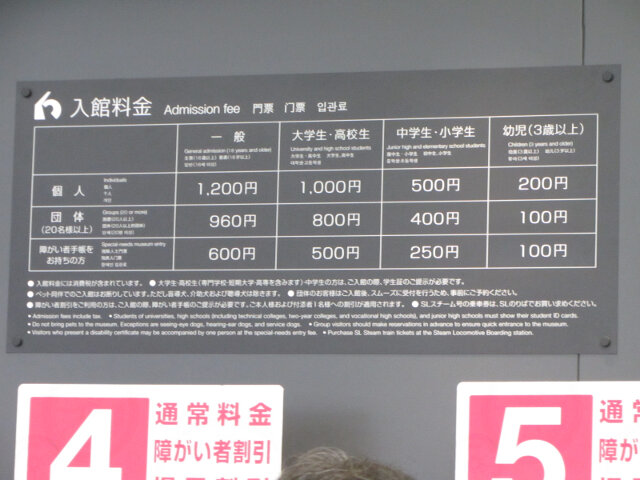 入館料金 Admission fee 門票 门票 입관료
一般 大学生・高校生 中学生・小学生 幼児(3歳以上)
General admission (16 years and older) University and high school students Junior high and elementary school students Children (3 years and older)
個人 Individuals 1,200円 1,000円 500円 200円
団体 Groups (20 or more) 960円 800円 400円 100円
(20名様以上)
障がい者手帳を Special needs museum entry 600円 500円 250円 100円
お持ちの方
●入館料金には消費税が含まれています。 ●大学生・高校生(専門学校・短期大学・高専を含みます)・中学生の方は、ご入館の際、学生証のご提示が必要です。
●ペット同伴でのご入館はお断りしています。ただし盲導犬、介助犬および聴導犬は除きます。 ●団体のお客様はご入館後、スムーズに受付を行うため、事前にご予約ください。
●障がい者割引をご利用の方は、ご入館の際、障がい者手帳のご提示が必要です。ご本人様および付添者1名様への割引が適用されます。 ●SLスチーム号の乗車券は、SLのりばでお買い求めください。
• Admission fees include tax. • Students of universities, high schools (including technical colleges, two-year colleges, and vocational high schools), and junior high schools must show their student ID cards.
• Do not bring pets to the museum. Exceptions are seeing-eye dogs, hearing-ear dogs, and service dogs. • Group visitors should make reservations in advance to ensure quick entrance to the museum.
• Visitors who present a disability certificate may be accompanied by one person at the special-needs entry fee. • Purchase SL Steam train tickets at the Steam Locomotive Boarding station.
4 通常料金
障がい者割引
5 通常
障が